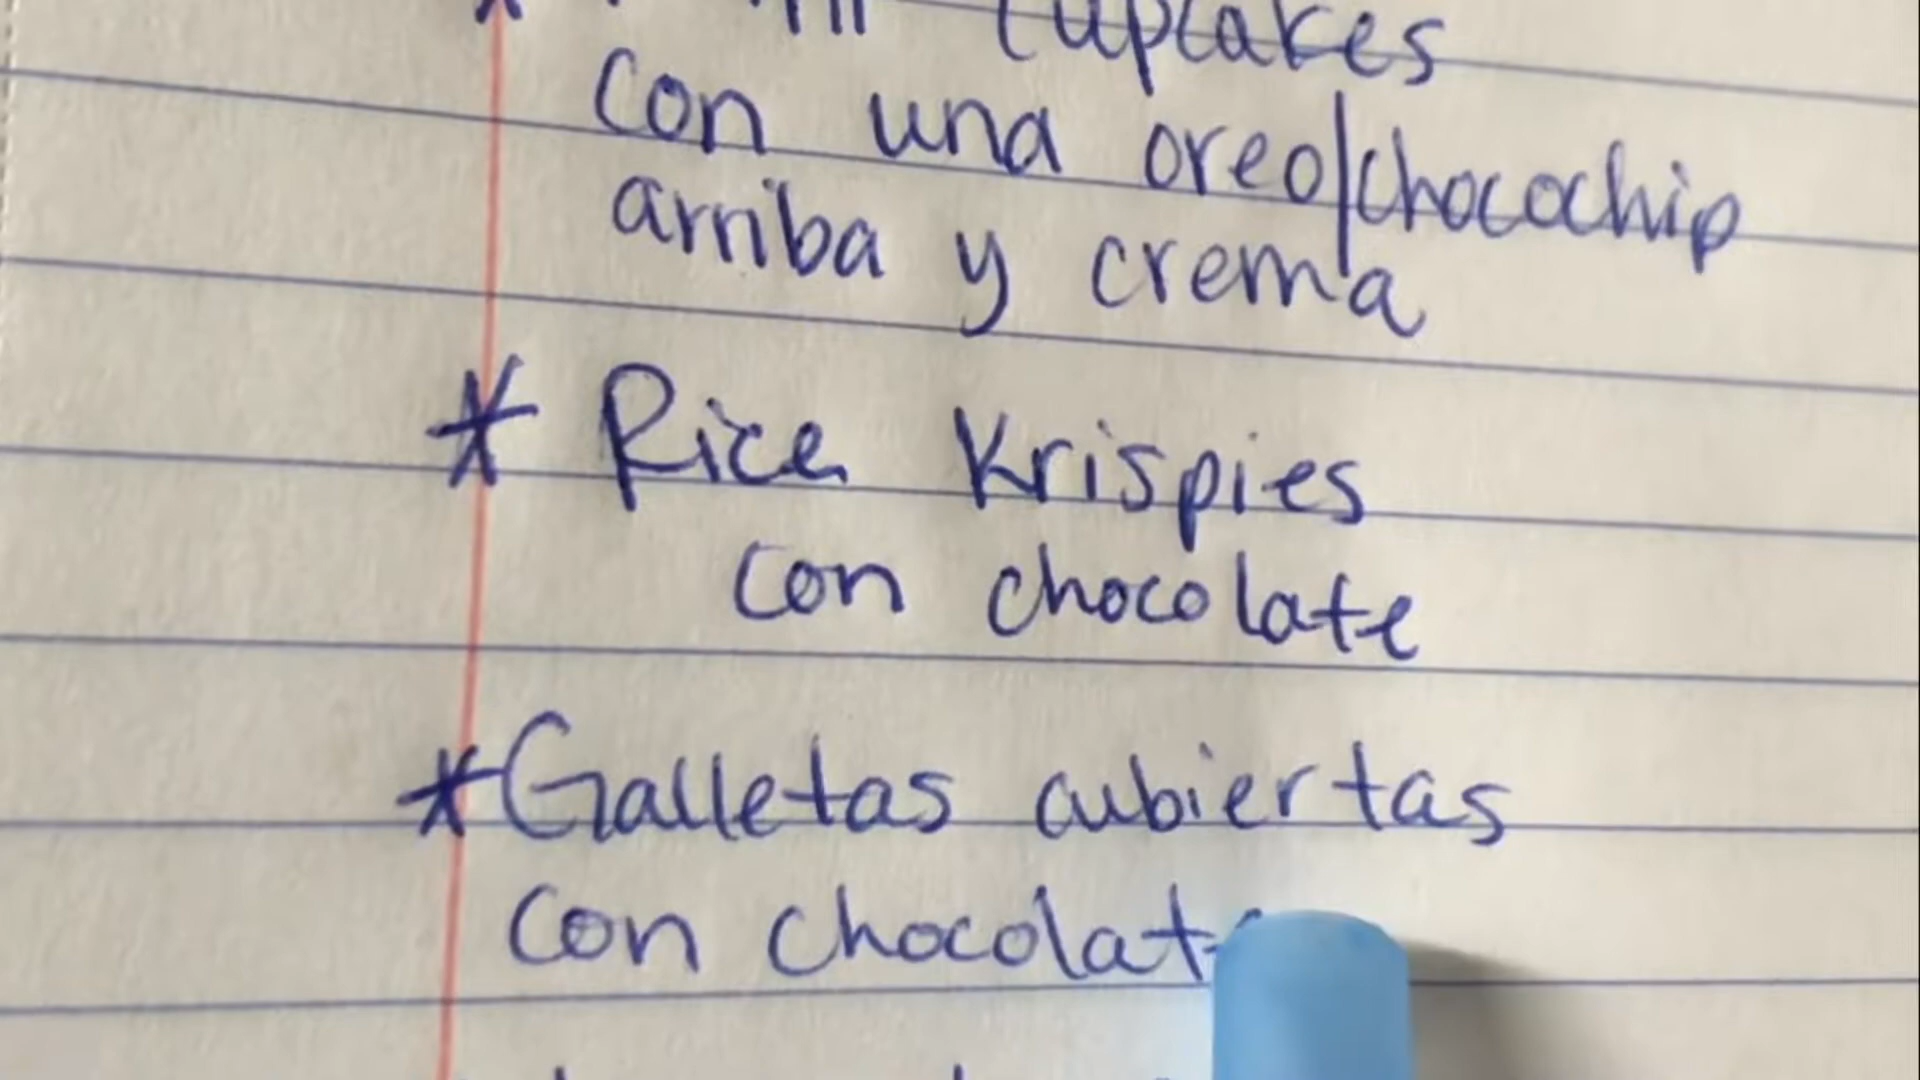 * cupcakes
con una oreo/chocochip
arriba y crema
* Rice Krispies
con chocolate
* Galletas cubiertas
con chocolat